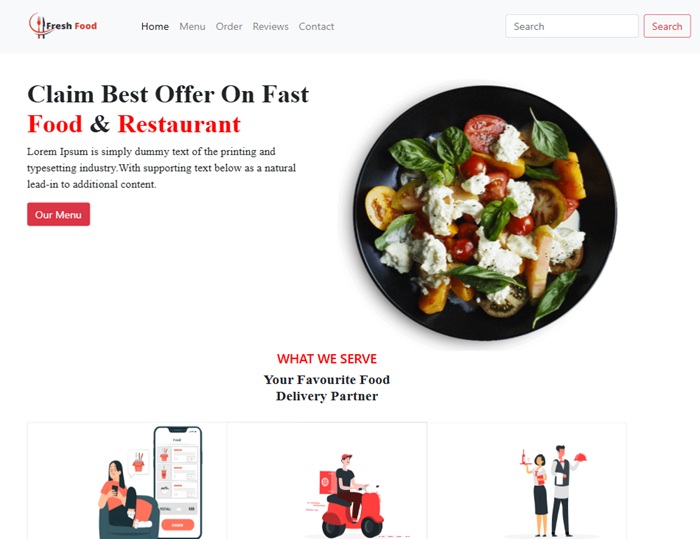 Fresh Food
Home Menu Order Reviews Contact
Search
Search
Claim Best Offer On Fast
Food & Restaurant
Lorem Ipsum is simply dummy text of the printing and
typesetting industry.With supporting text below as a natural
lead-in to additional content.
Our Menu
WHAT WE SERVE
Your Favourite Food
Delivery Partner
Food
TOTAL